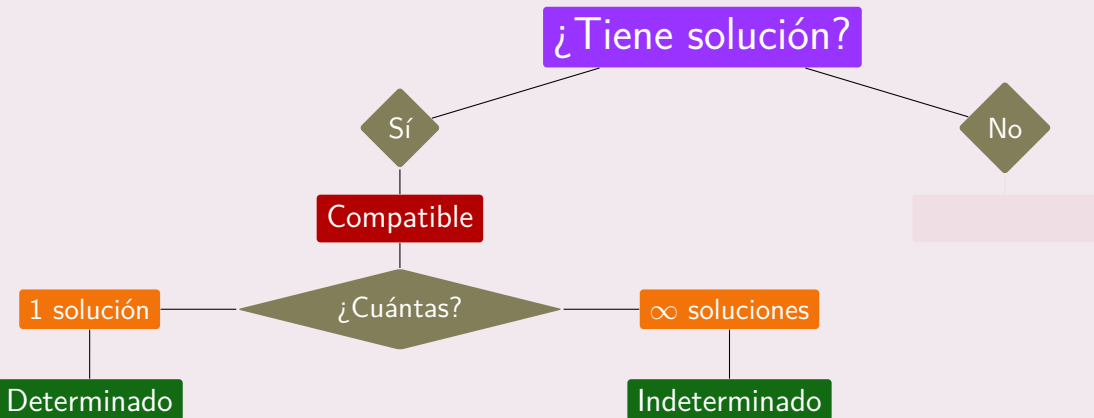 ¿Tiene solución?
Sí
No
Compatible
¿Cuántas?
1 solución
∞ soluciones
Determinado
Indeterminado